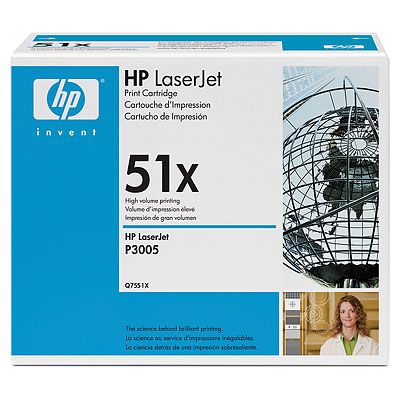 51x
HP LaserJet
Print Cartridge
Cartouche d'Impression
Cartucho de Impresión
hp
invent
51x
High volume printing
Volume d'impression élevé
Impresión de gran volumen
HP LaserJet
P3005
Q7551X
The science behind brilliant printing.
La science au service d'impressions inégalables.
La ciencia detrás de una impresión sobresaliente.